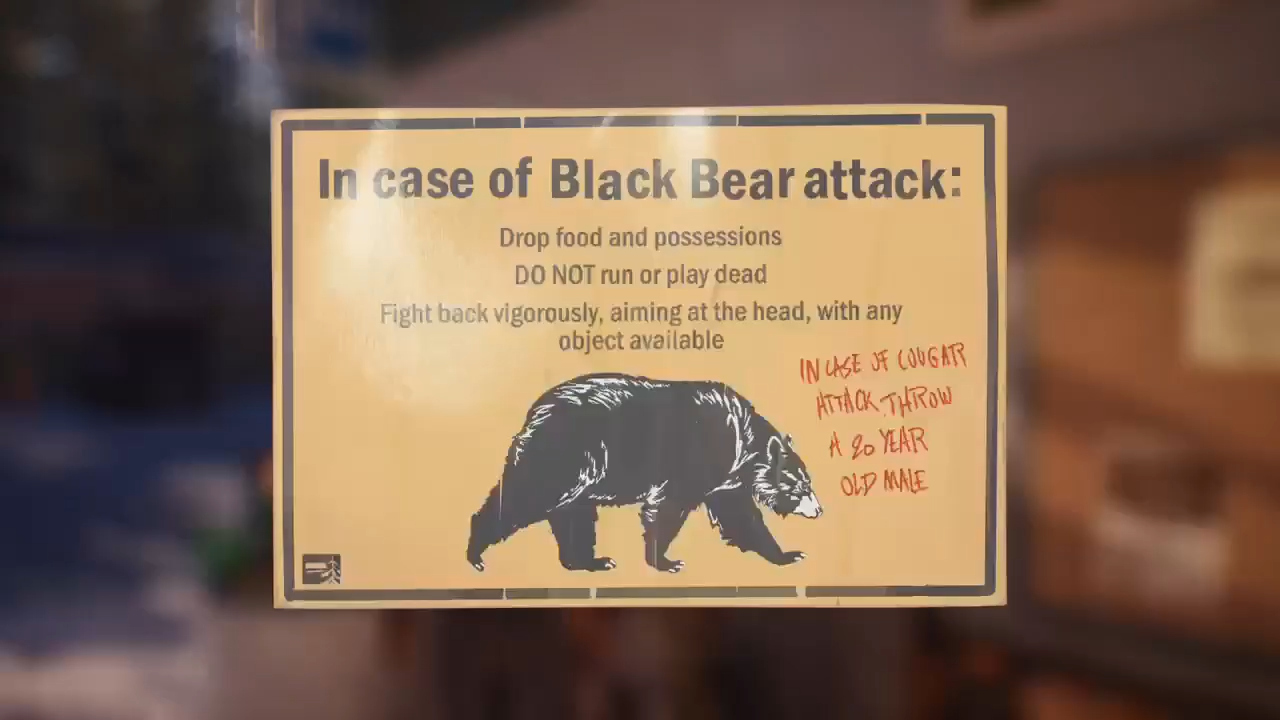 In case of Black Bear attack:
Drop food and possessions
DO NOT run or play dead
Fight back vigorously, aiming at the head, with any
object available
IN CASE OF COUGAR
ATTACK THROW
A 20 YEAR
OLD MALE